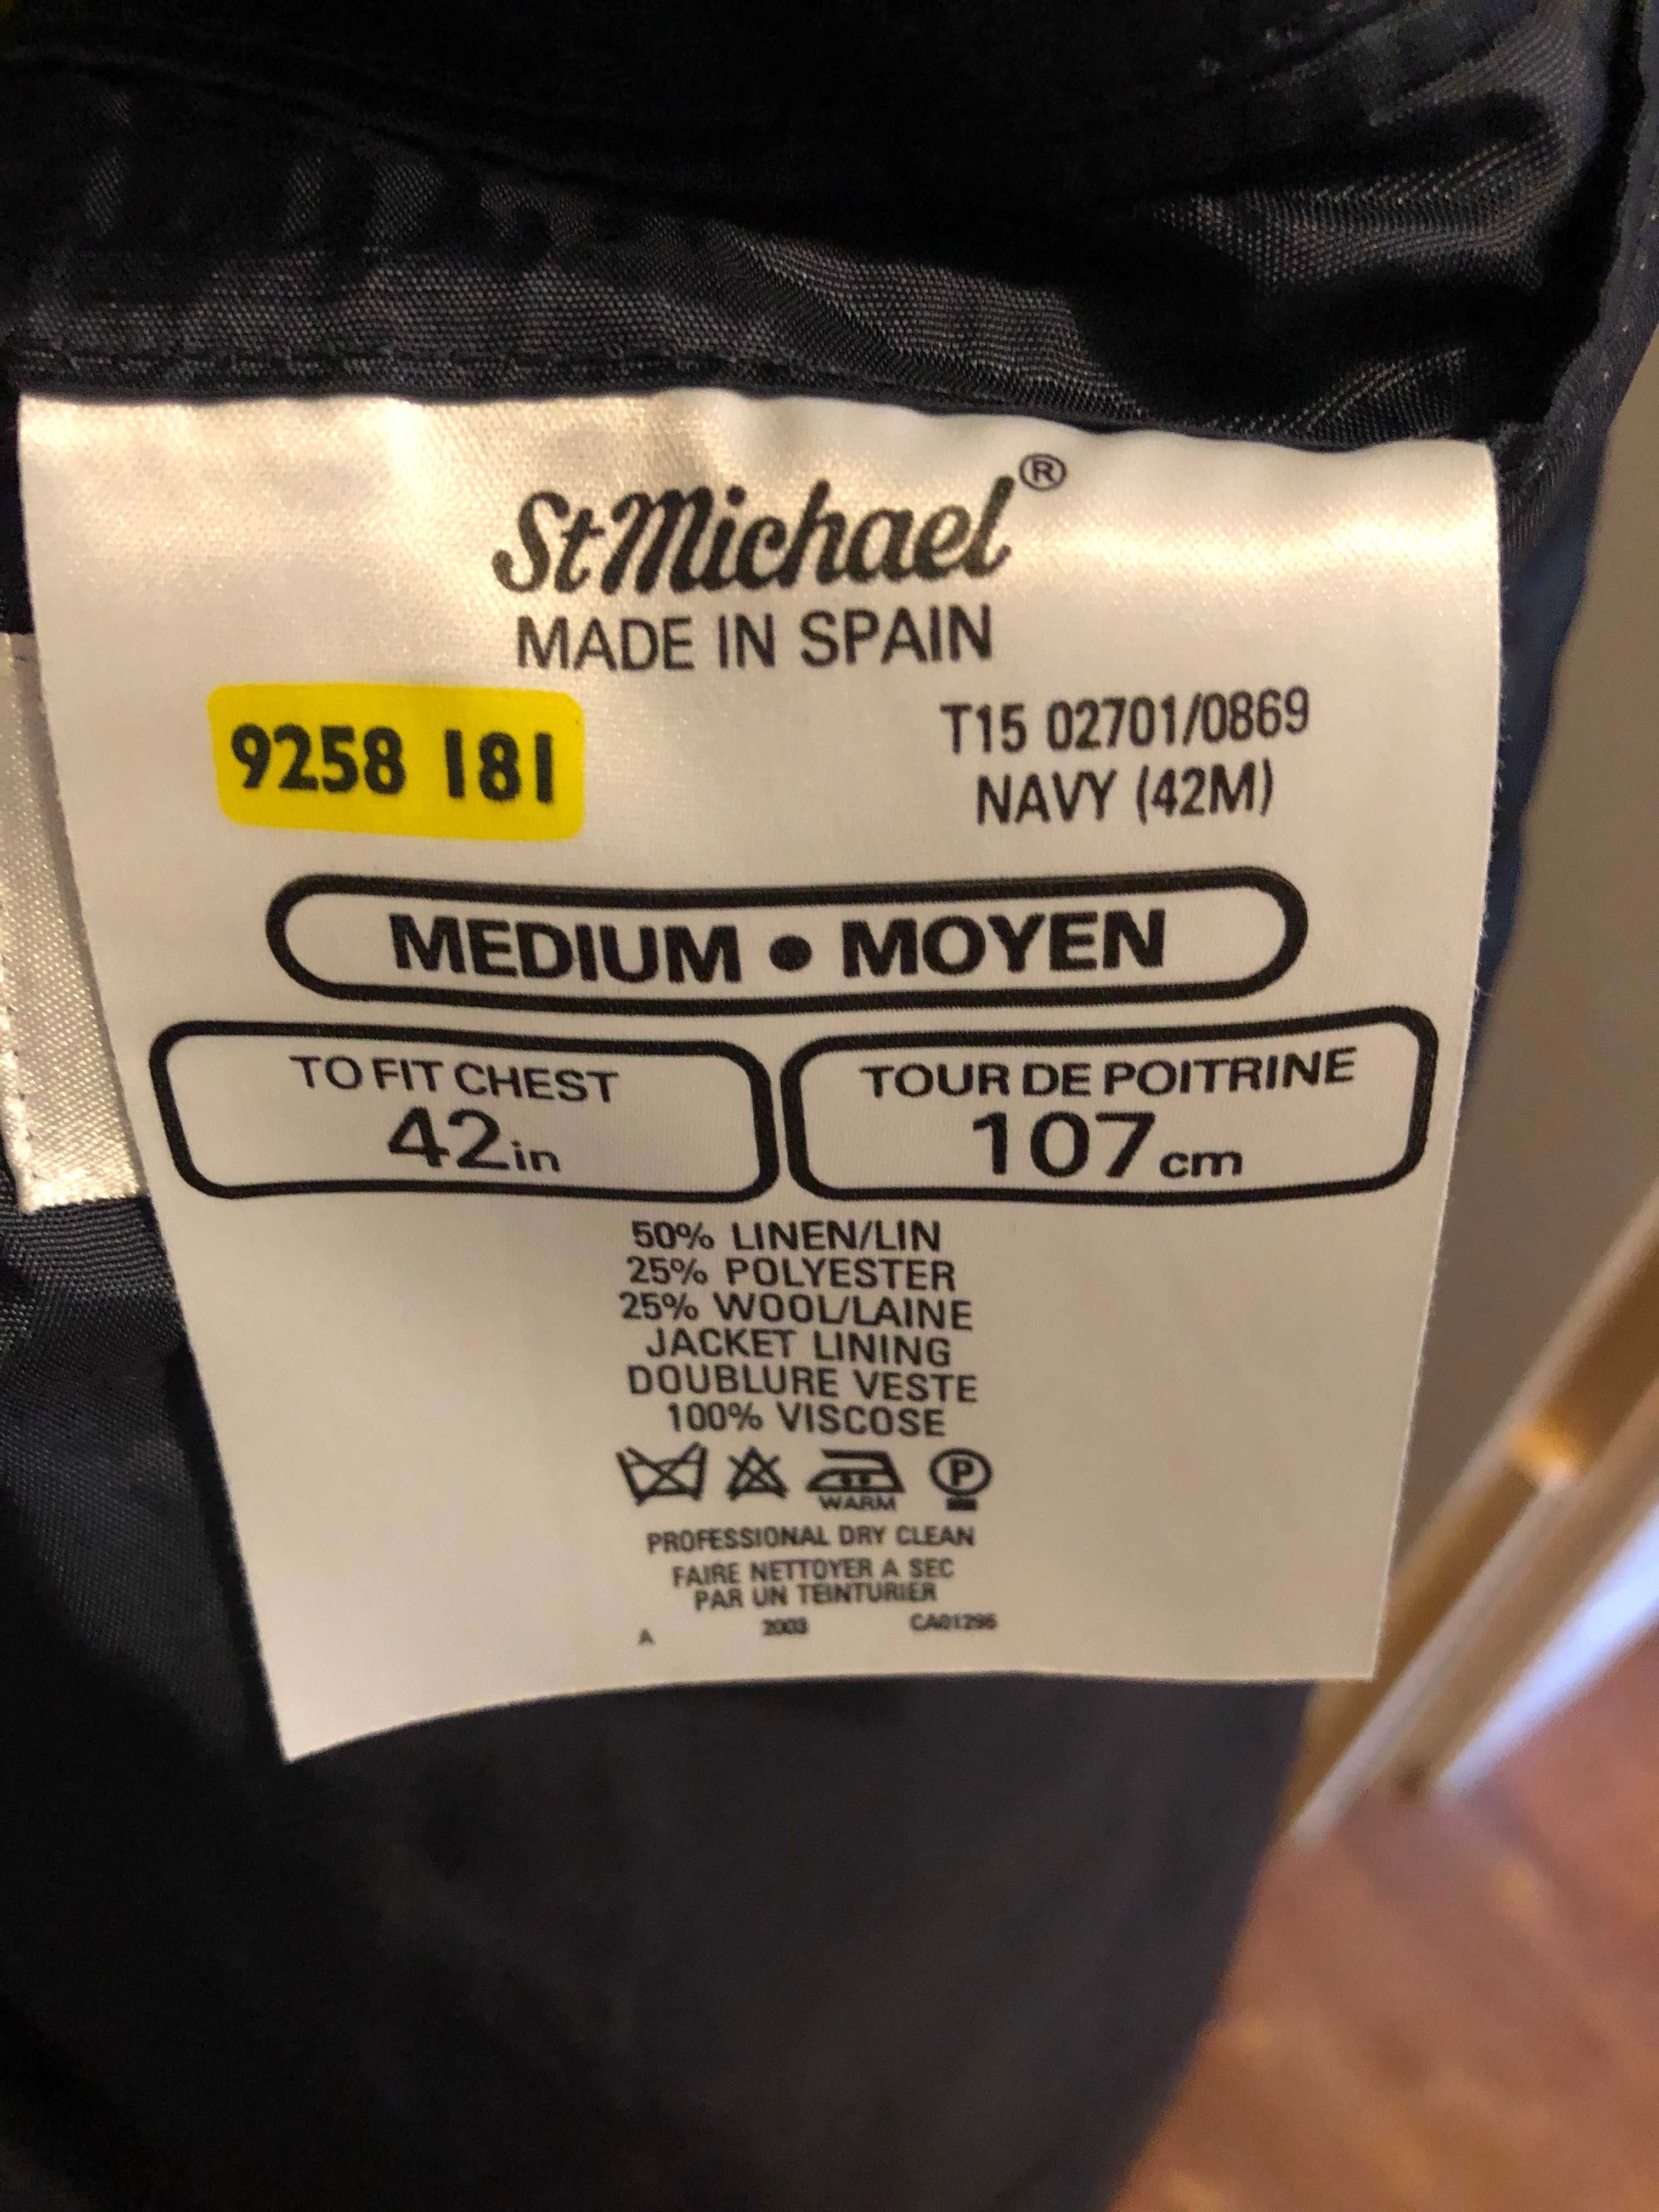 StMichael®
MADE IN SPAIN
9258 181
T15 02701/0869
NAVY (42M)
MEDIUM • MOYEN
TO FIT CHEST
42in
TOUR DE POITRINE
107cm
50% LINEN/LIN
25% POLYESTER
25% WOOL/LAINE
JACKET LINING
DOUBLURE VESTE
100% VISCOSE
WARM
P
PROFESSIONAL DRY CLEAN
FAIRE NETTOYER A SEC
PAR UN TEINTURIER
A 2003 CA01296